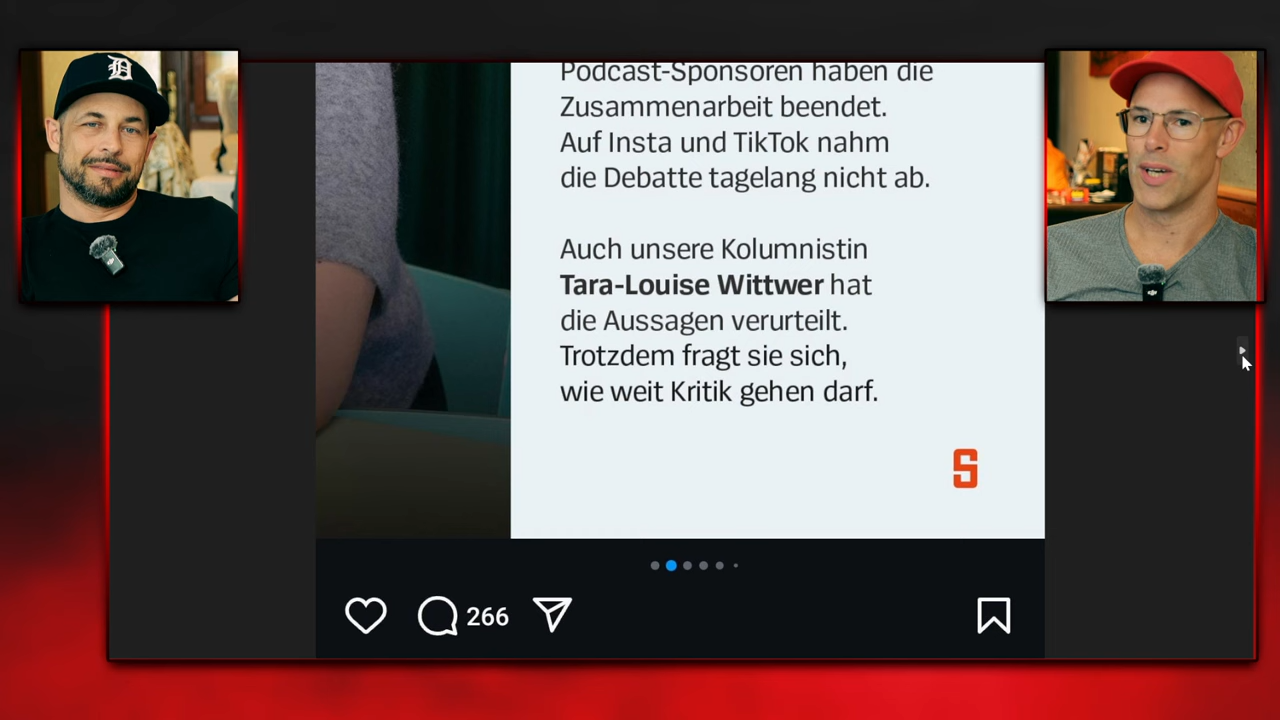 Podcast-Sponsoren haben die
Zusammenarbeit beendet.
Auf Insta und TikTok nahm
die Debatte tagelang nicht ab.
Auch unsere Kolumnistin
Tara-Louise Wittwer hat
die Aussagen verurteilt.
Trotzdem fragt sie sich,
wie weit Kritik gehen darf.
S
266